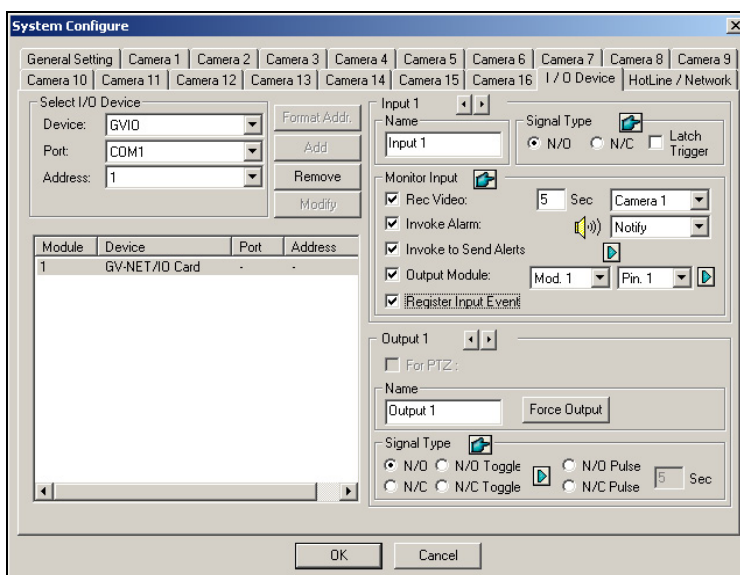 System Configure
General Setting Camera 1 Camera 2 Camera 3 Camera 4 Camera 5 Camera 6 Camera 7 Camera 8 Camera 9
Camera 10 Camera 11 Camera 12 Camera 13 Camera 14 Camera 15 Camera 16 I / O Device HotLine / Network
Select I/O Device
Device: GVIO
Port: COM1
Address: 1
Format Addr.
Add
Remove
Modify
Module Device Port Address
1 GV-NET/IO Card - -
Input 1
Name
Input 1
Signal Type
N/O N/C Latch Trigger
Monitor Input
Rec Video: 5 Sec Camera 1
Invoke Alarm: Notify
Invoke to Send Alerts
Output Module: Mod. 1 Pin. 1
Register Input Event
Output 1
For PTZ :
Name
Output 1 Force Output
Signal Type
N/O N/O Toggle N/O Pulse 5 Sec
N/C N/C Toggle N/C Pulse
OK Cancel